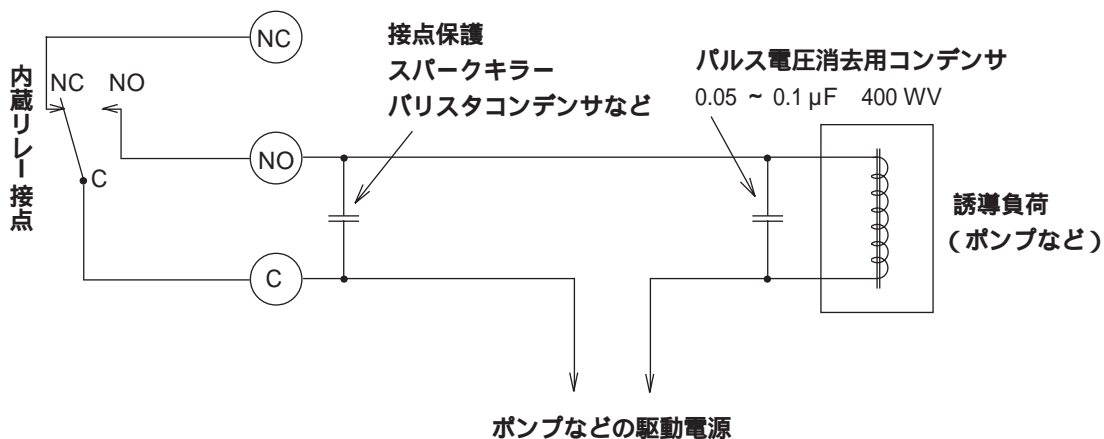 NC
接点保護
スパークキラー
バリスタコンデンサなど
パルス電圧消去用コンデンサ
0.05 ~ 0.1 μF 400 WV
内蔵リレー接点
NC
NO
C
NO
C
誘導負荷
(ポンプなど)
ポンプなどの駆動電源